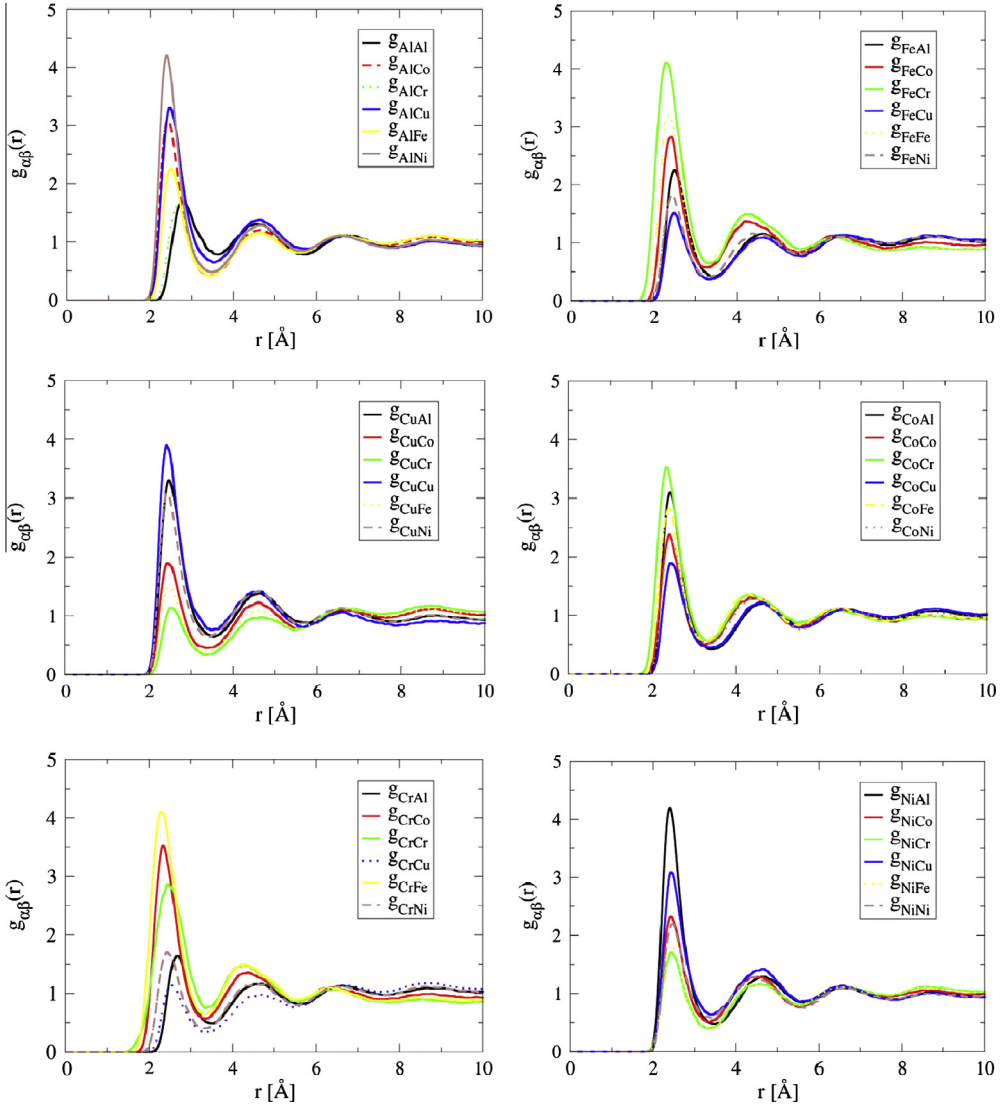 5
4
3
2
1
0
g_αβ(r)
g_AlAl
g_AlCo
g_AlCr
g_AlCu
g_AlFe
g_AlNi
0 2 4 6 8 10
r [Å]
5
4
3
2
1
0
g_αβ(r)
g_FeAl
g_FeCo
g_FeCr
g_FeCu
g_FeFe
g_FeNi
0 2 4 6 8 10
r [Å]
5
4
3
2
1
0
g_αβ(r)
g_CuAl
g_CuCo
g_CuCr
g_CuCu
g_CuFe
g_CuNi
0 2 4 6 8 10
r [Å]
5
4
3
2
1
0
g_αβ(r)
g_CoAl
g_CoCo
g_CoCr
g_CoCu
g_CoFe
g_CoNi
0 2 4 6 8 10
r [Å]
5
4
3
2
1
0
g_αβ(r)
g_CrAl
g_CrCo
g_CrCr
g_CrCu
g_CrFe
g_CrNi
0 2 4 6 8 10
r [Å]
5
4
3
2
1
0
g_αβ(r)
g_NiAl
g_NiCo
g_NiCr
g_NiCu
g_NiFe
g_NiNi
0 2 4 6 8 10
r [Å]